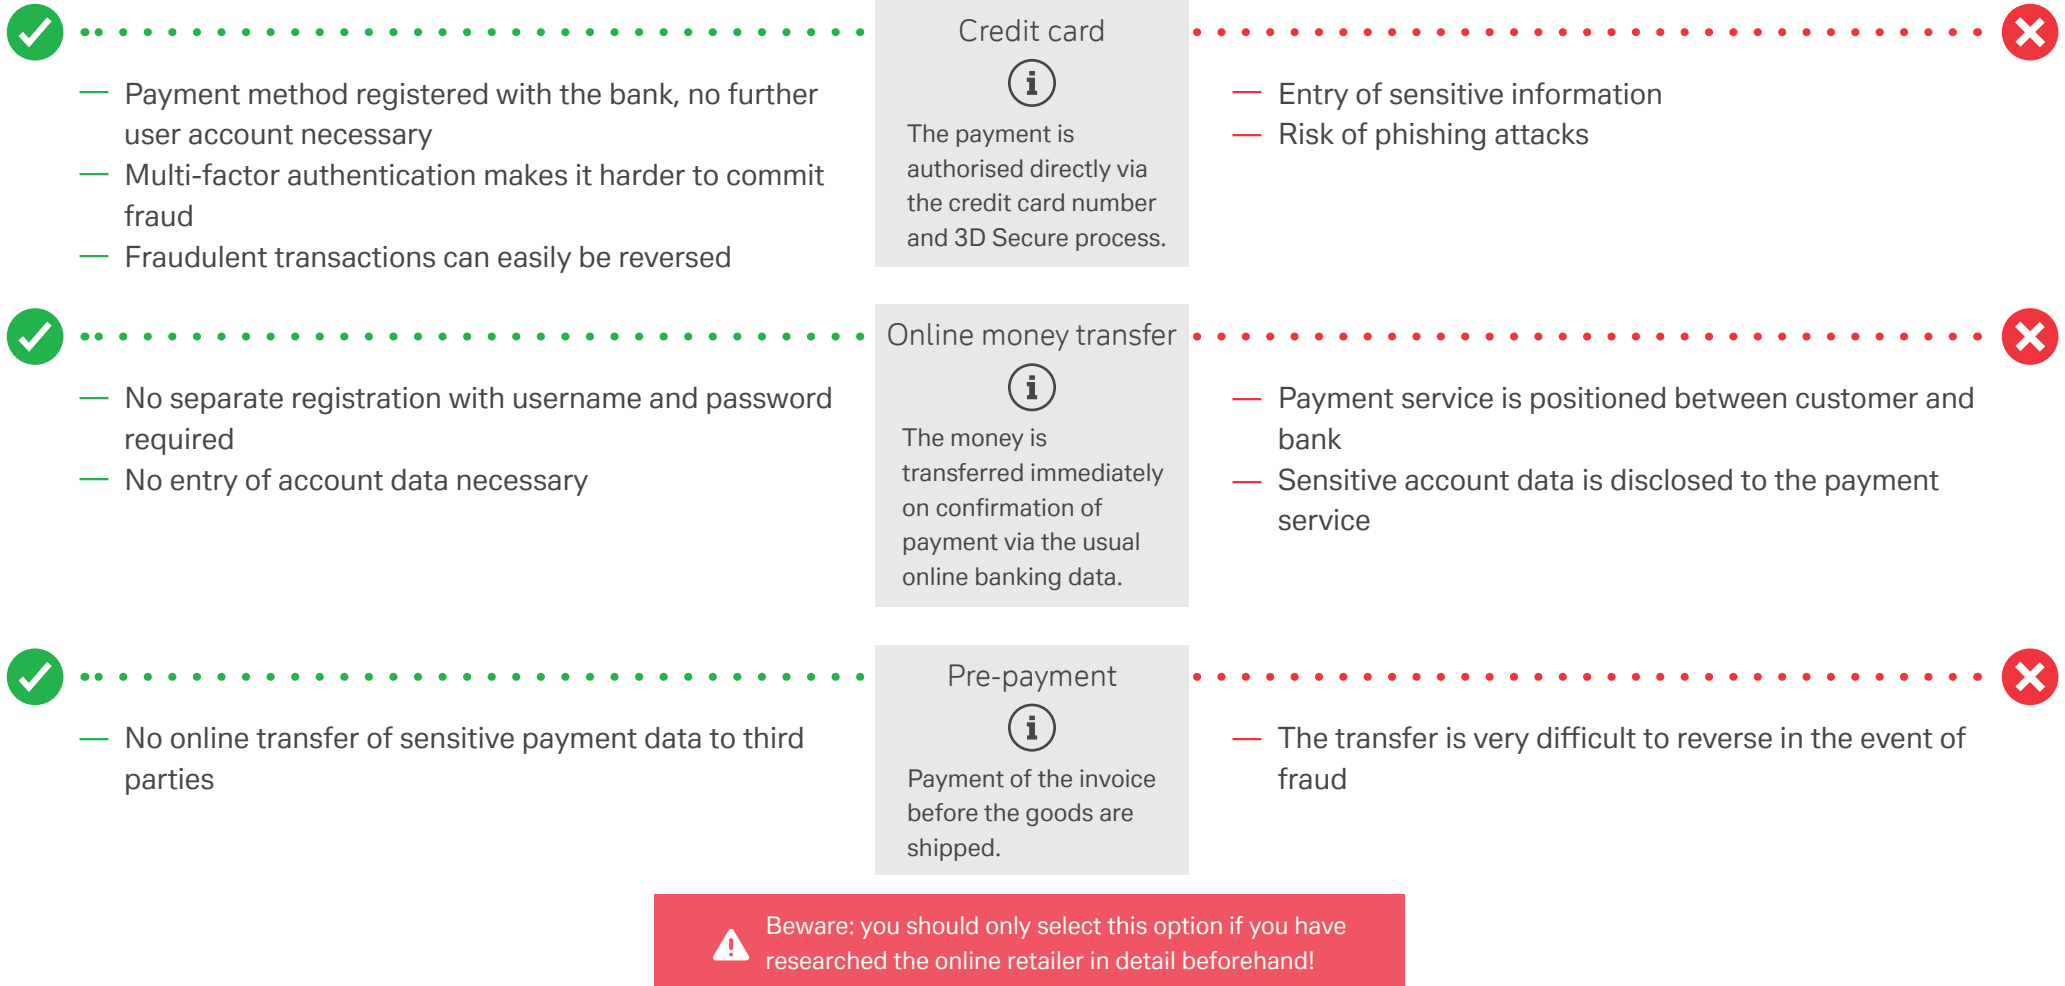 Credit card
Payment method registered with the bank, no further
user account necessary
— Multi-factor authentication makes it harder to commit
fraud
— Fraudulent transactions can easily be reversed
The payment is
authorised directly via
the credit card number
and 3D Secure process.
— Entry of sensitive information
— Risk of phishing attacks
Online money transfer
— No separate registration with username and password
required
— No entry of account data necessary
The money is
transferred immediately
on confirmation of
payment via the usual
online banking data.
— Payment service is positioned between customer and
bank
— Sensitive account data is disclosed to the payment
service
Pre-payment
— No online transfer of sensitive payment data to third
parties
Payment of the invoice
before the goods are
shipped.
— The transfer is very difficult to reverse in the event of
fraud
Beware: you should only select this option if you have
researched the online retailer in detail beforehand!